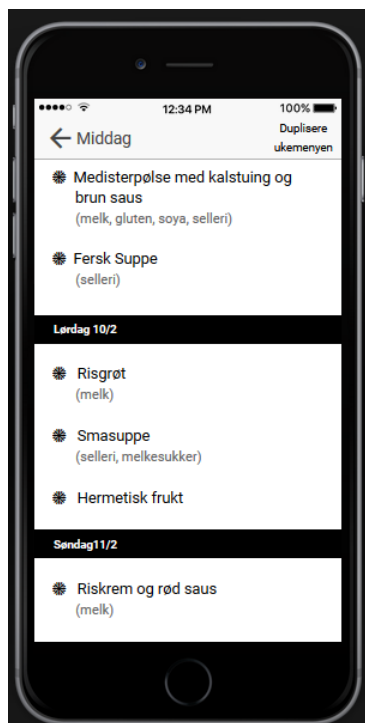 12:34 PM
100%
Middag
Duplisere
ukemenyen
Medisterpølse med kalstuing og
brun saus
(melk, gluten, soya, selleri)
Fersk Suppe
(selleri)
Lørdag 10/2
Risgrøt
(melk)
Smasuppe
(selleri, melkesukker)
Hermetisk frukt
Søndag11/2
Riskrem og rød saus
(melk)